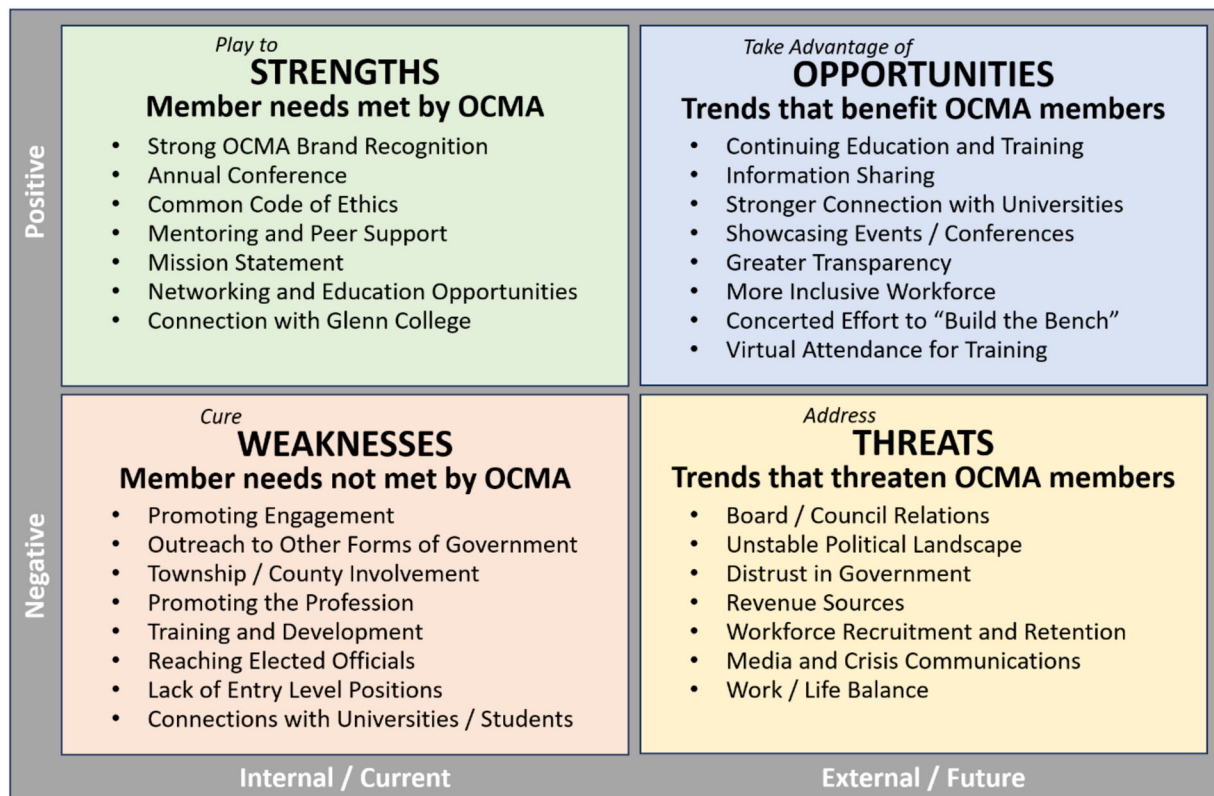 Play to
STRENGTHS
Member needs met by OCMA
• Strong OCMA Brand Recognition
• Annual Conference
• Common Code of Ethics
• Mentoring and Peer Support
• Mission Statement
• Networking and Education Opportunities
• Connection with Glenn College
Take Advantage of
OPPORTUNITIES
Trends that benefit OCMA members
• Continuing Education and Training
• Information Sharing
• Stronger Connection with Universities
• Showcasing Events / Conferences
• Greater Transparency
• More Inclusive Workforce
• Concerted Effort to “Build the Bench”
• Virtual Attendance for Training
Positive
Cure
WEAKNESSES
Member needs not met by OCMA
• Promoting Engagement
• Outreach to Other Forms of Government
• Township / County Involvement
• Promoting the Profession
• Training and Development
• Reaching Elected Officials
• Lack of Entry Level Positions
• Connections with Universities / Students
Address
THREATS
Trends that threaten OCMA members
• Board / Council Relations
• Unstable Political Landscape
• Distrust in Government
• Revenue Sources
• Workforce Recruitment and Retention
• Media and Crisis Communications
• Work / Life Balance
Negative
Internal / Current
External / Future